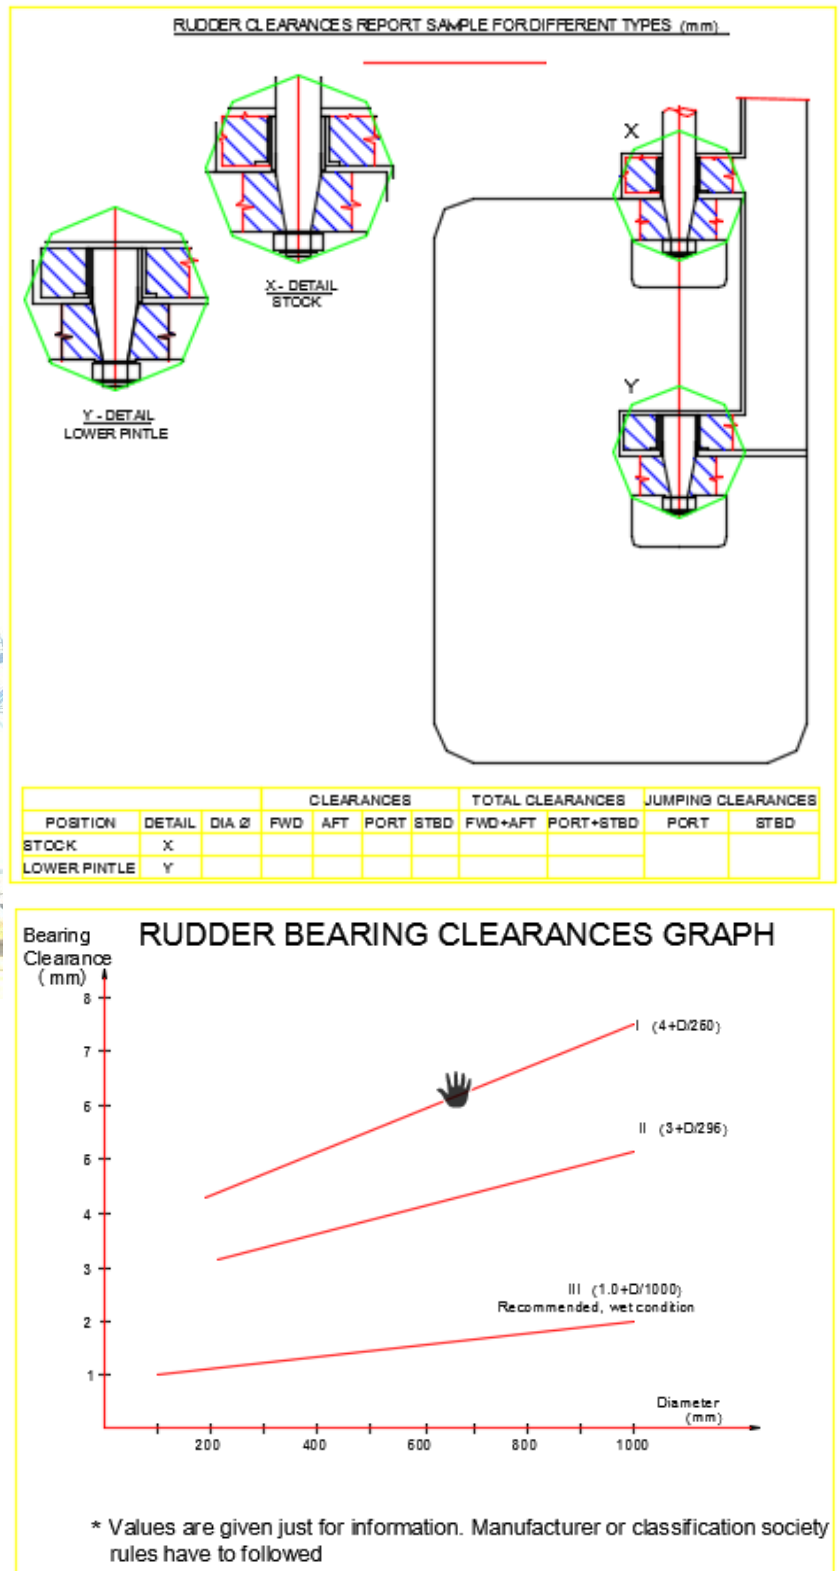 RUDDER CLEARANCES REPORT SAMPLE FOR DIFFERENT TYPES (mm)
X
X - DETAIL
STOCK
Y
Y - DETAIL
LOWER PINTLE
CLEARANCES TOTAL CLEARANCES JUMPING CLEARANCES
POSITION DETAIL DIA Ø FWD AFT PORT STBD FWD+AFT PORT+STBD PORT STBD
STOCK X
LOWER PINTLE Y
RUDDER BEARING CLEARANCES GRAPH
Bearing
Clearance
(mm)
8
7
6
5
4
3
2
1
I (4+D/260)
II (3+D/296)
III (1.0+D/1000)
Recommended, wet condition
Diameter
(mm)
200 400 600 800 1000
* Values are given just for information. Manufacturer or classification society
rules have to followed